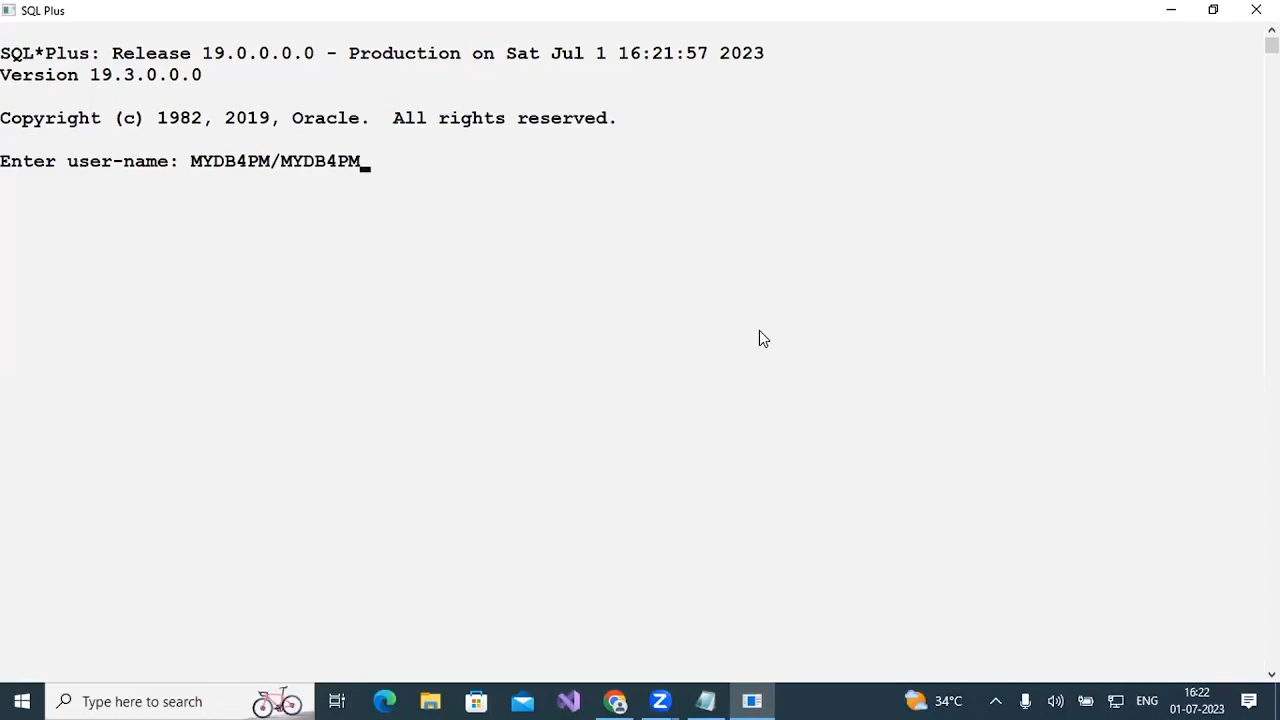 SQL Plus
SQL*Plus: Release 19.0.0.0.0 - Production on Sat Jul 1 16:21:57 2023
Version 19.3.0.0.0
Copyright (c) 1982, 2019, Oracle.  All rights reserved.
Enter user-name: MYDB4PM/MYDB4PM_
Type here to search
34°C
ENG
16:22
01-07-2023